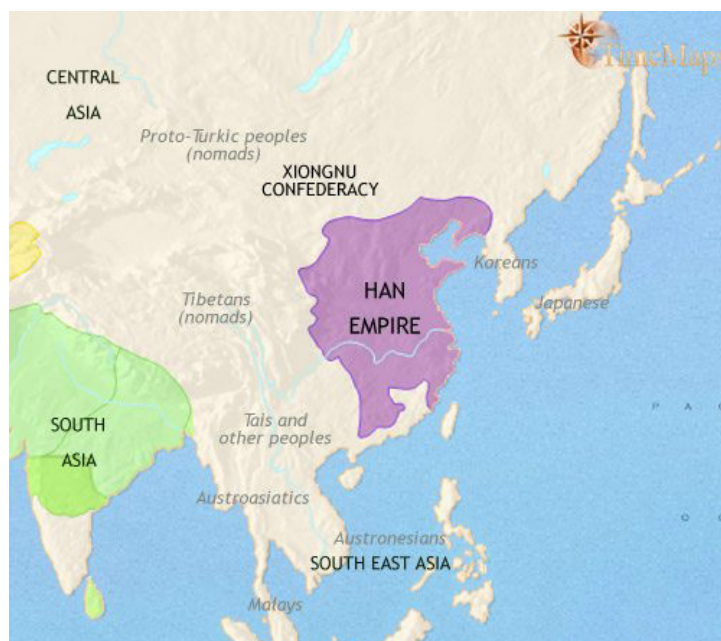 TimeMaps
CENTRAL
ASIA
Proto-Turkic peoples
(nomads)
XIONGNU
CONFEDERACY
Koreans
HAN
EMPIRE
Japanese
Tibetans
(nomads)
P A C
SOUTH
ASIA
Tais and
other peoples
Austroasiatics
O C
Austronesians
SOUTH EAST ASIA
Malays